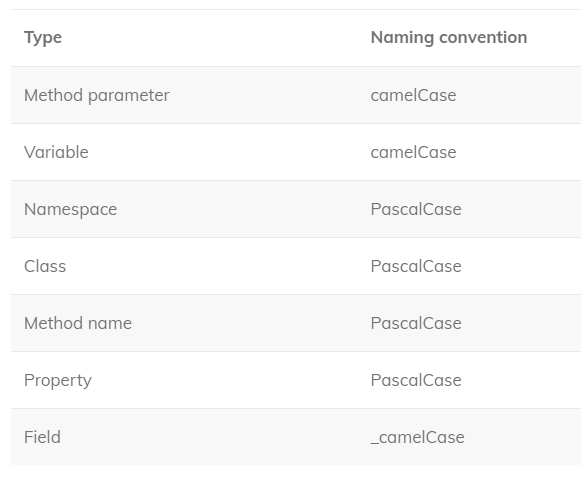 Type Naming convention
Method parameter camelCase
Variable camelCase
Namespace PascalCase
Class PascalCase
Method name PascalCase
Property PascalCase
Field _camelCase